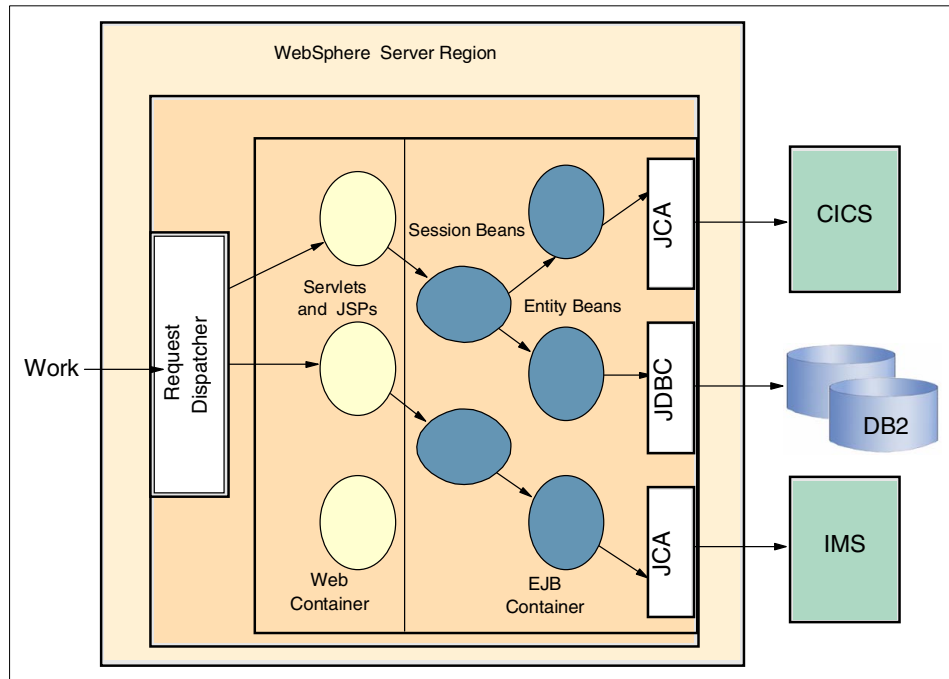 WebSphere Server Region
Session Beans
JCA
CICS
Servlets
and JSPs
Entity Beans
Work
Request
Dispatcher
JDBC
DB2
JCA
IMS
Web
Container
EJB
Container